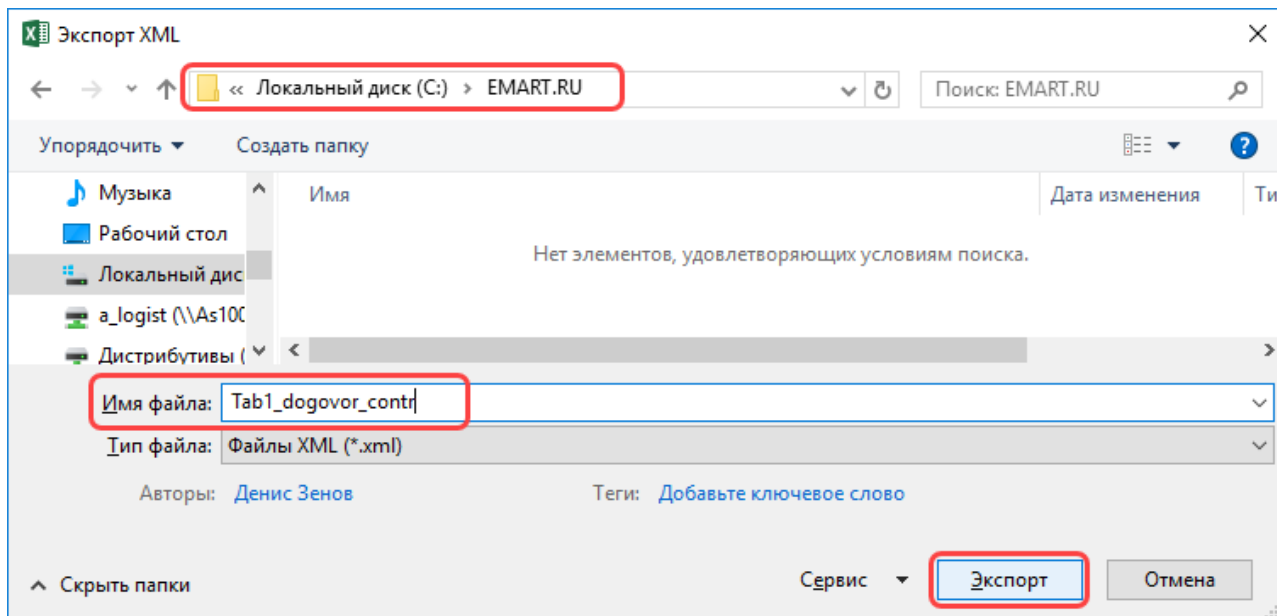 Экспорт XML
« Локальный диск (C:) › EMART.RU
Поиск: EMART.RU
Упорядочить
Создать папку
Музыка
Имя
Дата изменения
Ти
Рабочий стол
Нет элементов, удовлетворяющих условиям поиска.
Локальный дис
a_logist (\\As100
Дистрибутивы (
Имя файла: Tab1_dogovor_contr
Тип файла: Файлы XML (*.xml)
Авторы: Денис Зенов
Теги: Добавьте ключевое слово
Скрыть папки
Сервис
Экспорт
Отмена